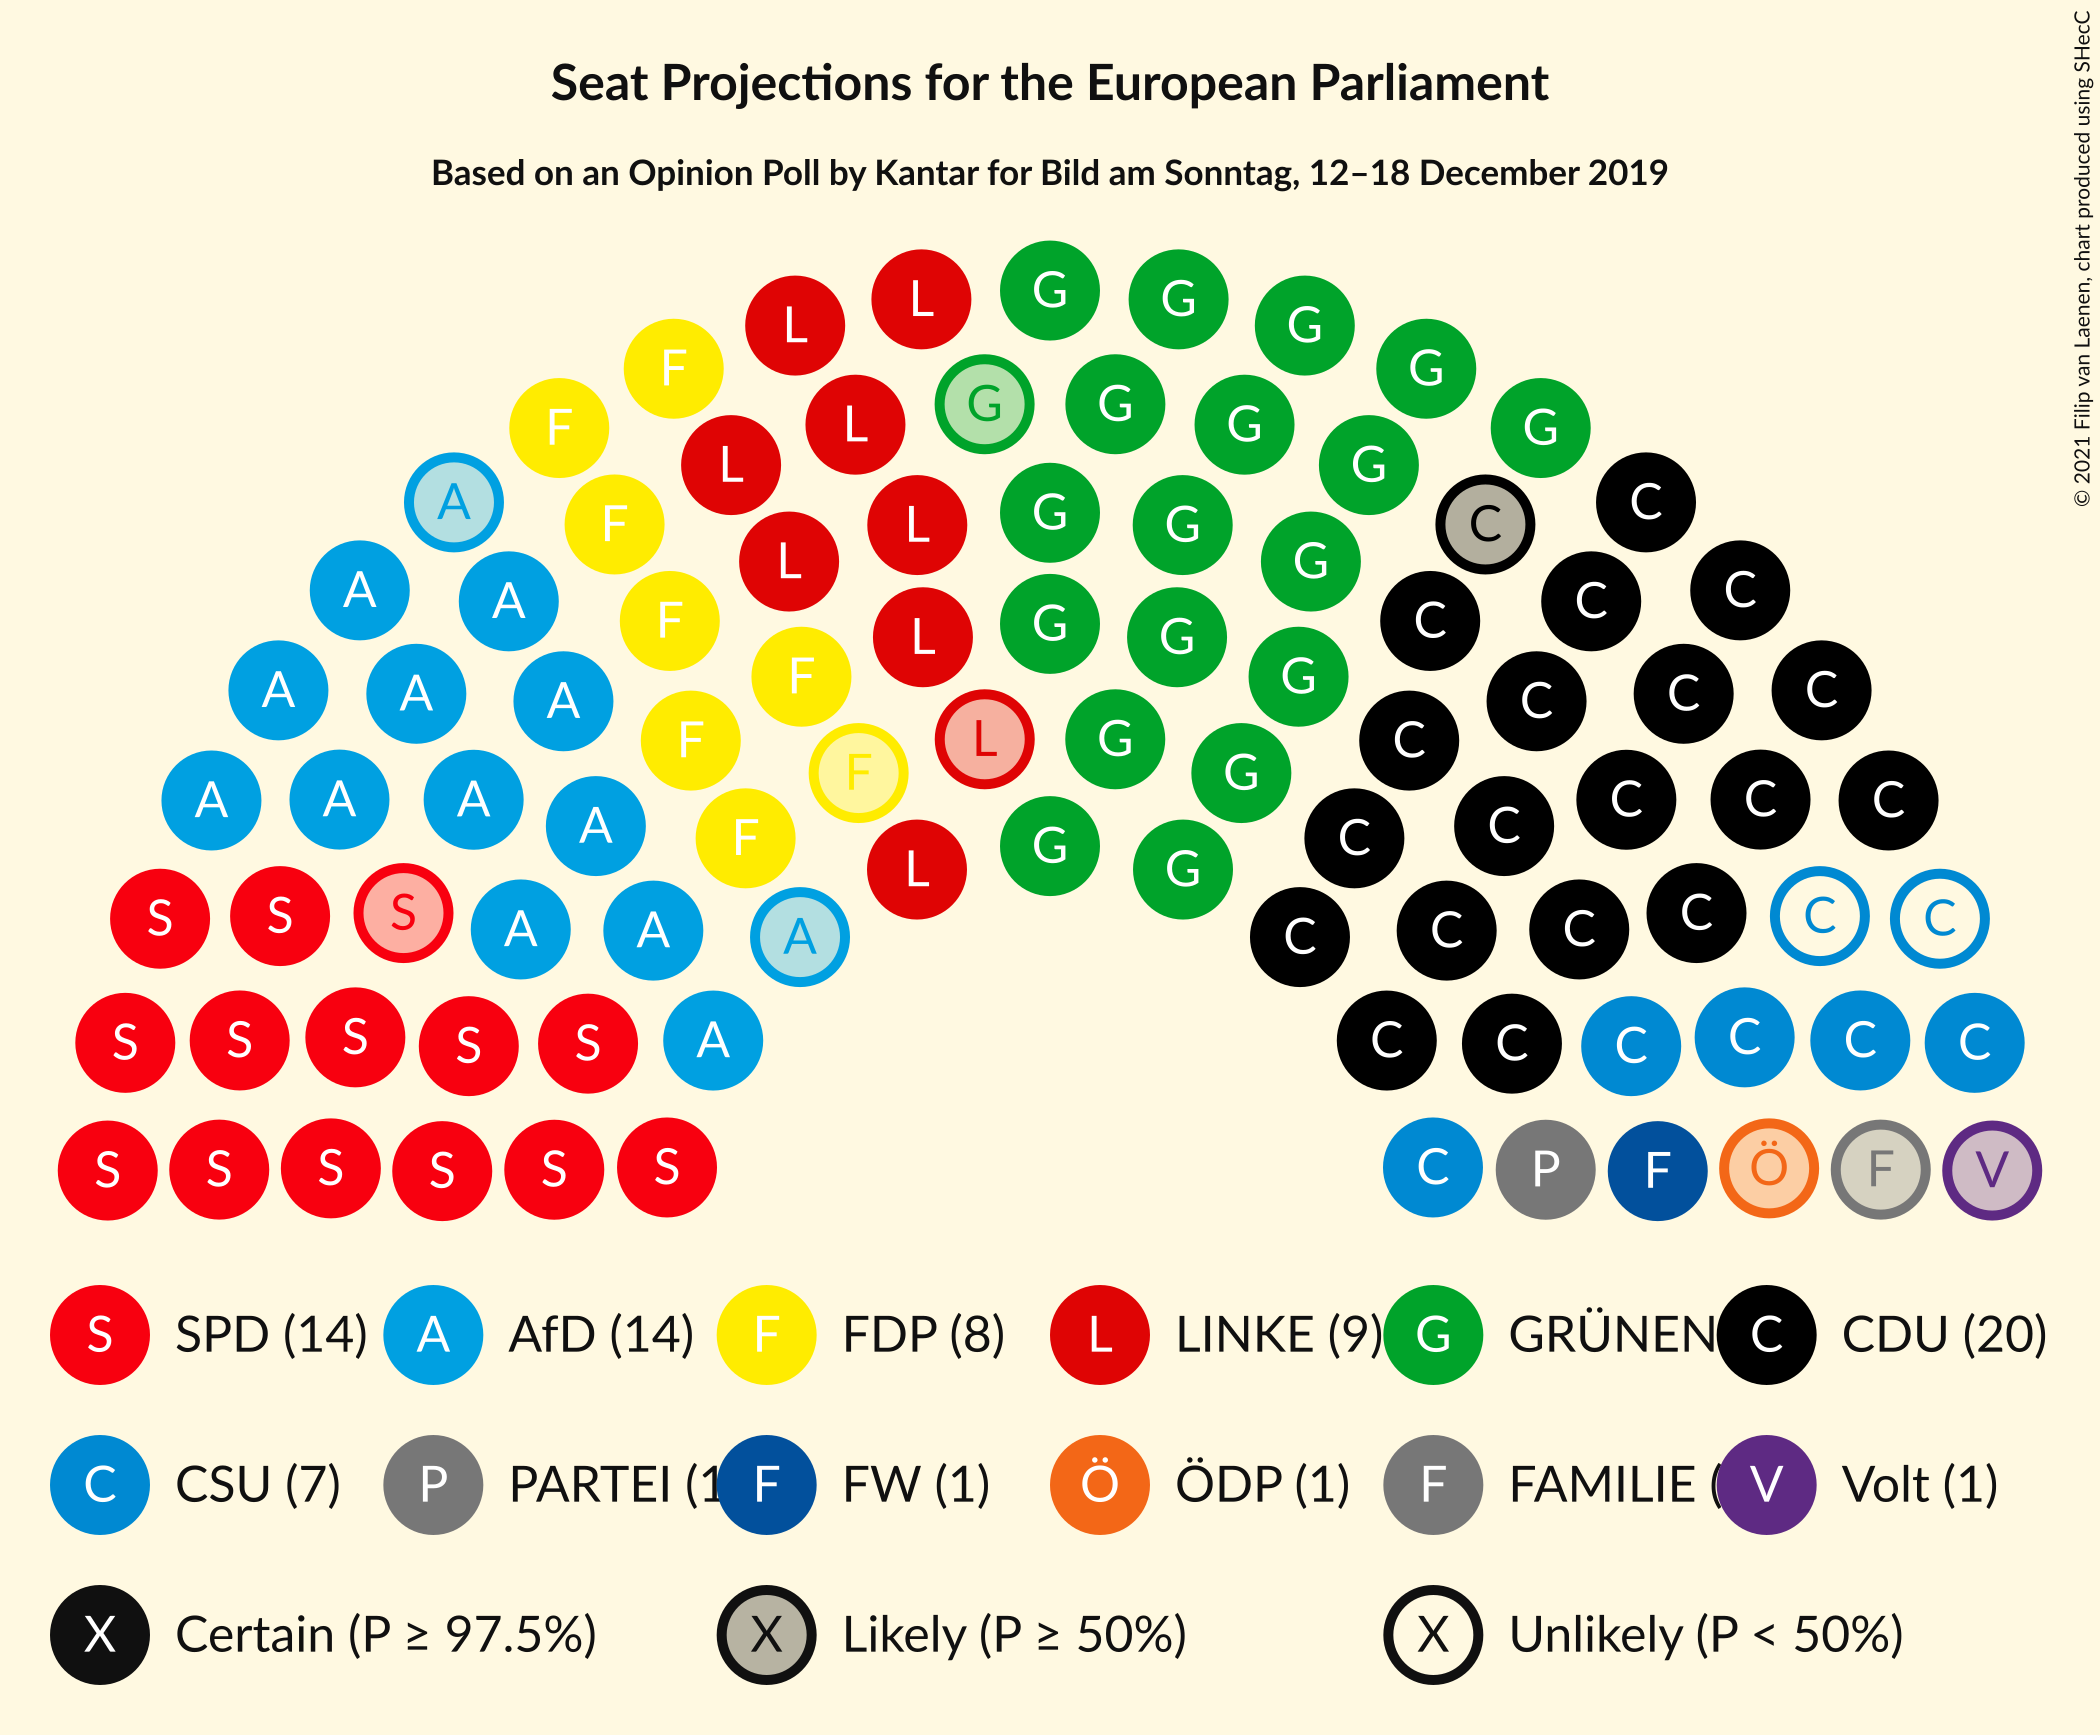 Seat Projections for the European Parliament
Based on an Opinion Poll by Kantar for Bild am Sonntag, 12–18 December 2019
© 2021 Filip van Laenen, chart produced using SHecC
G
L G
L G
F G
F L G G G
L G
A F C C
L G
F L G G C
A A F L G C C C
A A A F F L G G G C C C C
A A A A F F L G G C C C C C
S S S A A A L G G C C C C C C
S S S S S A C C C C C C
S S S S S S C P F Ö F V
S SPD (14) A AfD (14) F FDP (8) L LINKE (9) G GRÜNEN C CDU (20)
C CSU (7) P PARTEI (1 F FW (1) Ö ÖDP (1) F FAMILIE ( V Volt (1)
X Certain (P ≥ 97.5%) X Likely (P ≥ 50%) X Unlikely (P < 50%)